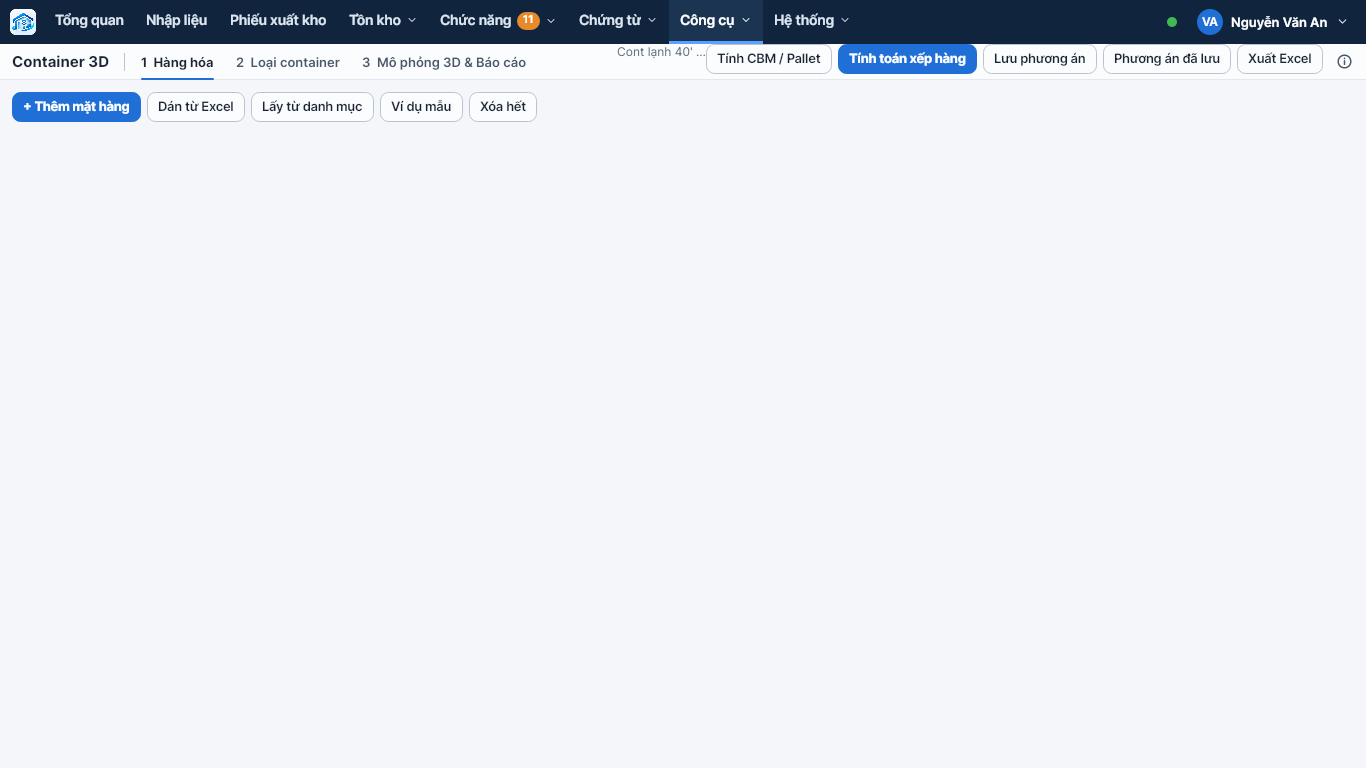 Tổng quan Nhập liệu Phiếu xuất kho Tồn kho Chức năng 11 Chứng từ Công cụ Hệ thống VA Nguyễn Văn An
Container 3D 1 Hàng hóa 2 Loại container 3 Mô phỏng 3D & Báo cáo Cont lạnh 40' ... Tính CBM / Pallet Tính toán xếp hàng Lưu phương án Phương án đã lưu Xuất Excel
+ Thêm mặt hàng Dán từ Excel Lấy từ danh mục Ví dụ mẫu Xóa hết